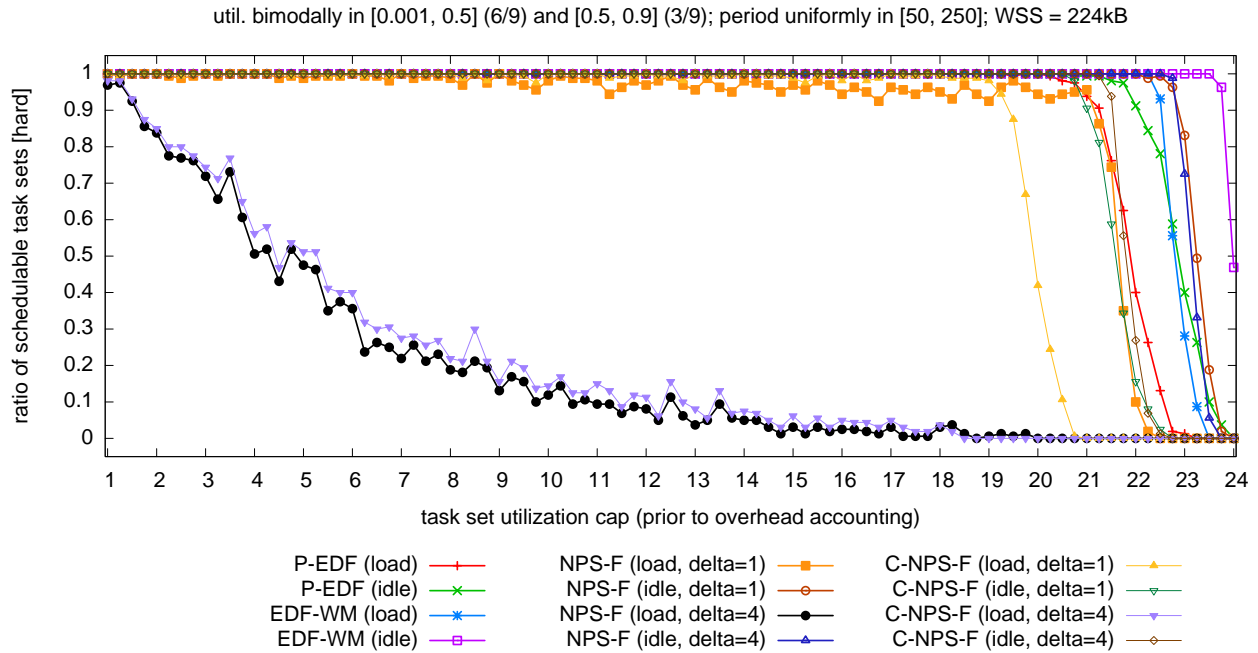 util. bimodally in [0.001, 0.5] (6/9) and [0.5, 0.9] (3/9); period uniformly in [50, 250]; WSS = 224kB
ratio of schedulable task sets [hard]
1
0.9
0.8
0.7
0.6
0.5
0.4
0.3
0.2
0.1
0
1 2 3 4 5 6 7 8 9 10 11 12 13 14 15 16 17 18 19 20 21 22 23 24
task set utilization cap (prior to overhead accounting)
P-EDF (load) NPS-F (load, delta=1) C-NPS-F (load, delta=1)
P-EDF (idle) NPS-F (idle, delta=1) C-NPS-F (idle, delta=1)
EDF-WM (load) NPS-F (load, delta=4) C-NPS-F (load, delta=4)
EDF-WM (idle) NPS-F (idle, delta=4) C-NPS-F (idle, delta=4)